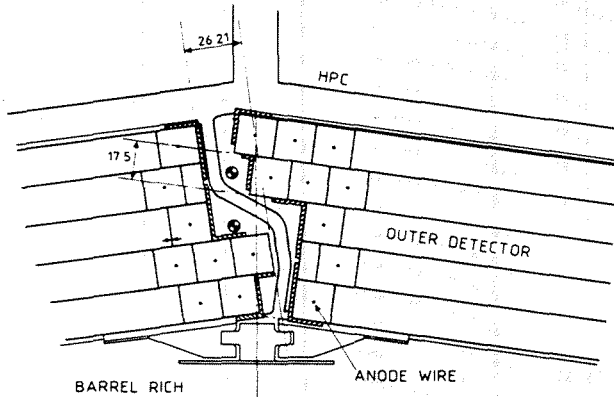 26 21
HPC
17 5
OUTER DETECTOR
ANODE WIRE
BARREL RICH